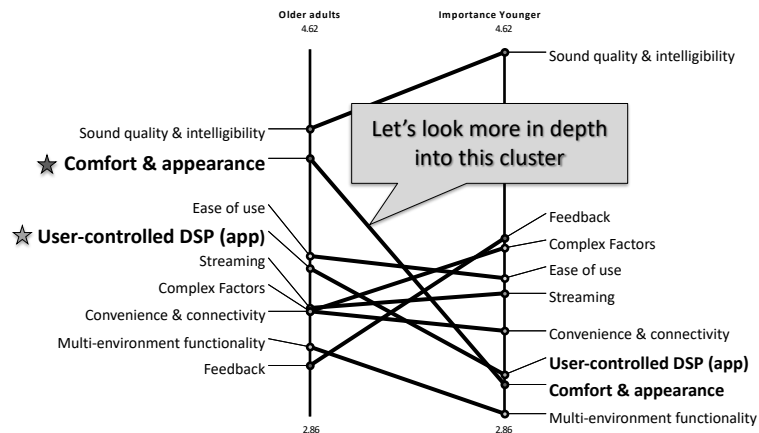 Older adults
4.62
Importance Younger
4.62
Sound quality & intelligibility
Comfort & appearance
Ease of use
User-controlled DSP (app)
Streaming
Complex Factors
Convenience & connectivity
Multi-environment functionality
Feedback
2.86
Let's look more in depth
into this cluster
Sound quality & intelligibility
Feedback
Complex Factors
Ease of use
Streaming
Convenience & connectivity
User-controlled DSP (app)
Comfort & appearance
Multi-environment functionality
2.86